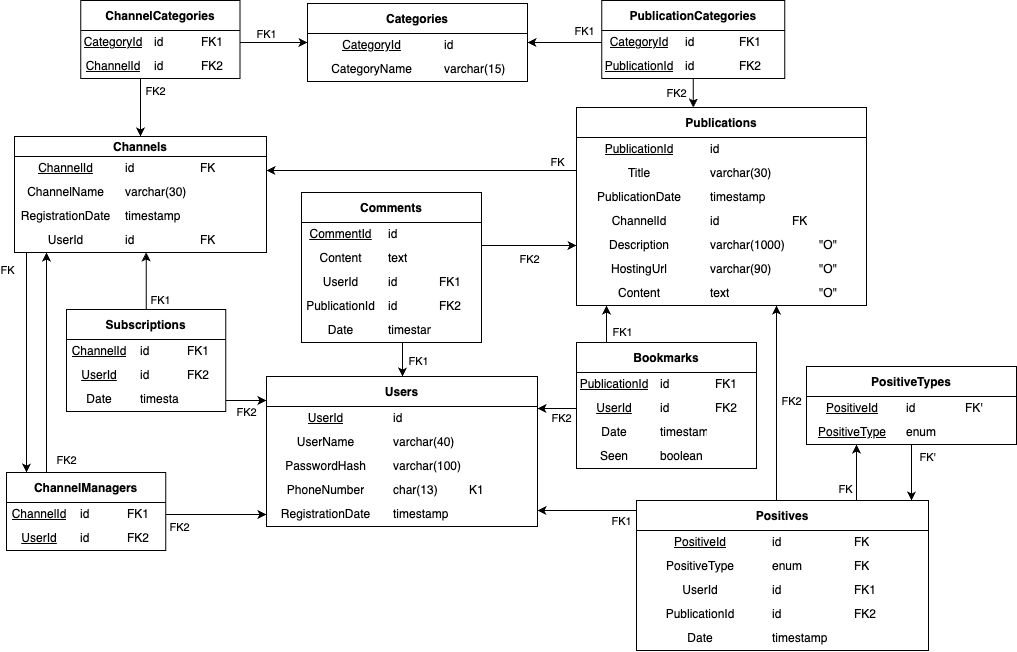 ChannelCategories
CategoryId id FK1
ChannelId id FK2
Categories
CategoryId id
CategoryName varchar(15)
PublicationCategories
CategoryId id FK1
PublicationId id FK2
FK1
FK1
FK2
FK2
Channels
ChannelId id FK
ChannelName varchar(30)
RegistrationDate timestamp
UserId id FK
Publications
PublicationId id
Title varchar(30)
PublicationDate timestamp
ChannelId id FK
Description varchar(1000) "O"
HostingUrl varchar(90) "O"
Content text "O"
FK
Comments
CommentId id
Content text
UserId id FK1
PublicationId id FK2
Date timestar
FK2
FK
FK1
FK1
FK1
Subscriptions
ChannelId id FK1
UserId id FK2
Date timesta
FK2
Users
UserId id
UserName varchar(40)
PasswordHash varchar(100)
PhoneNumber char(13) K1
RegistrationDate timestamp
Bookmarks
PublicationId id FK1
UserId id FK2
Date timestam
Seen boolean
FK2
FK2
PositiveTypes
PositiveId id FK'
PositiveType enum
FK2
FK'
FK
ChannelManagers
ChannelId id FK1
UserId id FK2
FK2
FK1
Positives
PositiveId id FK
PositiveType enum FK
UserId id FK1
PublicationId id FK2
Date timestamp